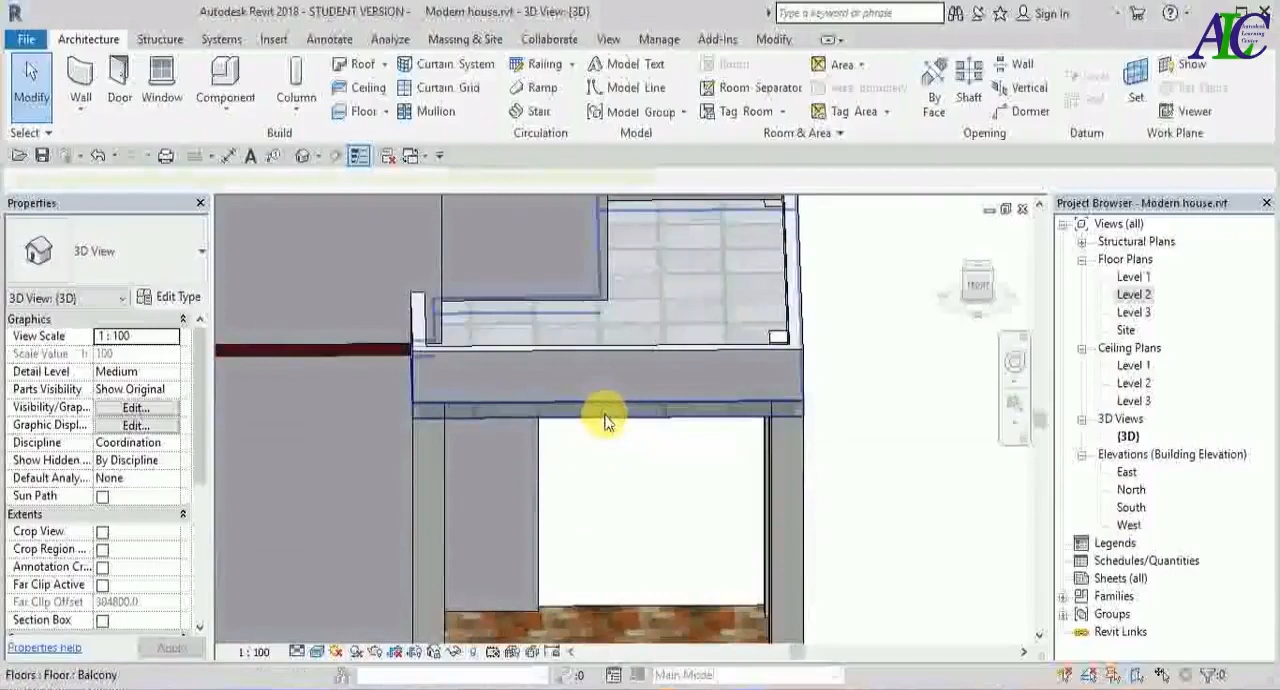 Autodesk Revit 2018 - STUDENT VERSION - Modern house.rvt - 3D View: {3D}
Type a keyword or phrase
Sign In
ALC
Autodesk
Learning
Center
File Architecture Structure Systems Insert Annotate Analyze Massing & Site Collaborate View Manage Add-Ins Modify
Modify
Wall
Door
Window
Component
Column
Roof
Ceiling
Floor
Curtain System
Curtain Grid
Mullion
Railing
Ramp
Stair
Model Text
Model Line
Model Group
Room
Room Separator
Tag Room
Area
Tag Area
By
Face
Shaft
Wall
Vertical
Dormer
Set
Show
Viewer
Select
Build
Circulation
Model
Room & Area
Opening
Datum
Work Plane
Properties
3D View
3D View: {3D}
Edit Type
Graphics
View Scale 1 : 100
Scale Value 1: 100
Detail Level Medium
Parts Visibility Show Original
Visibility/Grap... Edit...
Graphic Displ... Edit...
Discipline Coordination
Show Hidden ... By Discipline
Default Analy... None
Sun Path
Extents
Crop View
Crop Region ...
Annotation Cr...
Far Clip Active
Far Clip Offset 304800.0
Section Box
Properties help
Apply
FRONT
Project Browser - Modern house.rvt
Views (all)
Structural Plans
Floor Plans
Level 1
Level 2
Level 3
Site
Ceiling Plans
Level 1
Level 2
Level 3
3D Views
{3D}
Elevations (Building Elevation)
East
North
South
West
Legends
Schedules/Quantities
Sheets (all)
Families
Groups
Revit Links
1 : 100
Floors : Floor : Balcony
:0
Main Model
:0